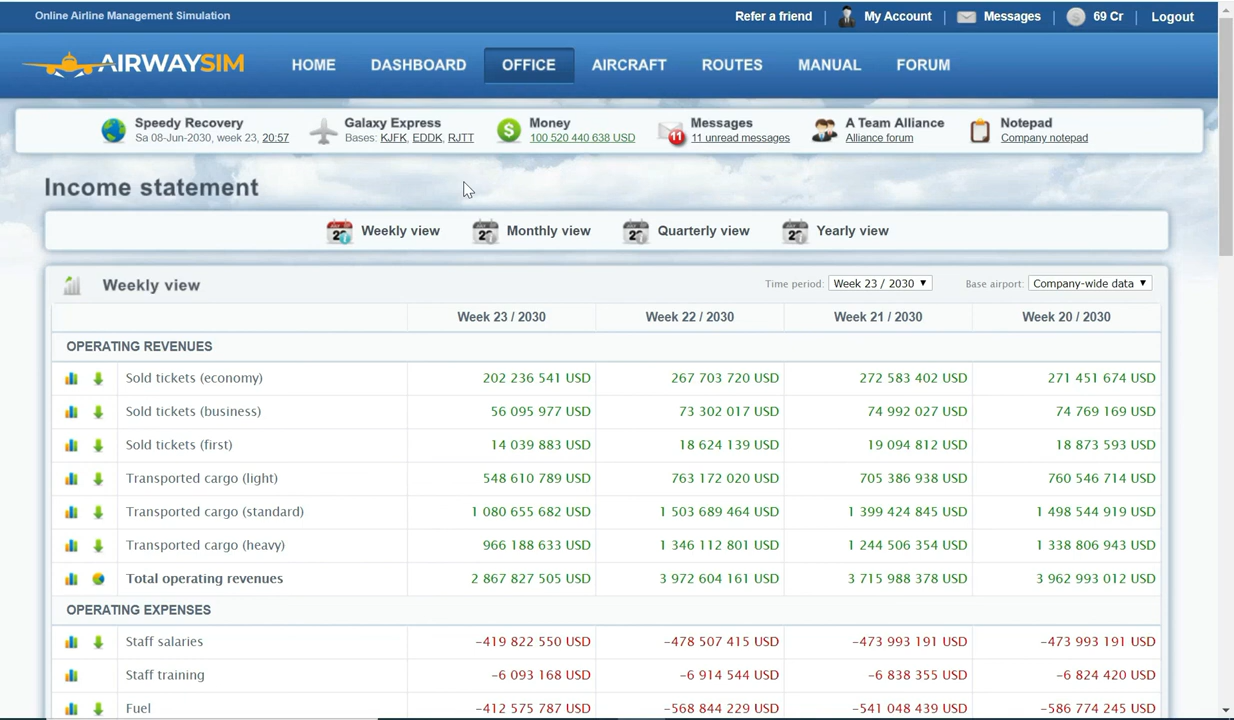 Online Airline Management Simulation
Refer a friend | My Account | Messages | 69 Cr | Logout
AIRWAYSIM HOME DASHBOARD OFFICE AIRCRAFT ROUTES MANUAL FORUM
Speedy Recovery Galaxy Express Money Messages A Team Alliance Notepad
Sa 08-Jun-2030, week 23, 20:57 Bases: KJFK, EDDK, RJTT 100 520 440 638 USD 11 11 unread messages Alliance forum Company notepad
Income statement
Weekly view Monthly view Quarterly view Yearly view
Weekly view Time period: Week 23 / 2030 Base airport: Company-wide data
Week 23 / 2030 Week 22 / 2030 Week 21 / 2030 Week 20 / 2030
OPERATING REVENUES
Sold tickets (economy) 202 236 541 USD 267 703 720 USD 272 583 402 USD 271 451 674 USD
Sold tickets (business) 56 095 977 USD 73 302 017 USD 74 992 027 USD 74 769 169 USD
Sold tickets (first) 14 039 883 USD 18 624 139 USD 19 094 812 USD 18 873 593 USD
Transported cargo (light) 548 610 789 USD 763 172 020 USD 705 386 938 USD 760 546 714 USD
Transported cargo (standard) 1 080 655 682 USD 1 503 689 464 USD 1 399 424 845 USD 1 498 544 919 USD
Transported cargo (heavy) 966 188 633 USD 1 346 112 801 USD 1 244 506 354 USD 1 338 806 943 USD
Total operating revenues 2 867 827 505 USD 3 972 604 161 USD 3 715 988 378 USD 3 962 993 012 USD
OPERATING EXPENSES
Staff salaries -419 822 550 USD -478 507 415 USD -473 993 191 USD -473 993 191 USD
Staff training -6 093 168 USD -6 914 544 USD -6 838 355 USD -6 824 420 USD
Fuel -412 575 787 USD -568 844 229 USD -541 048 439 USD -586 774 245 USD